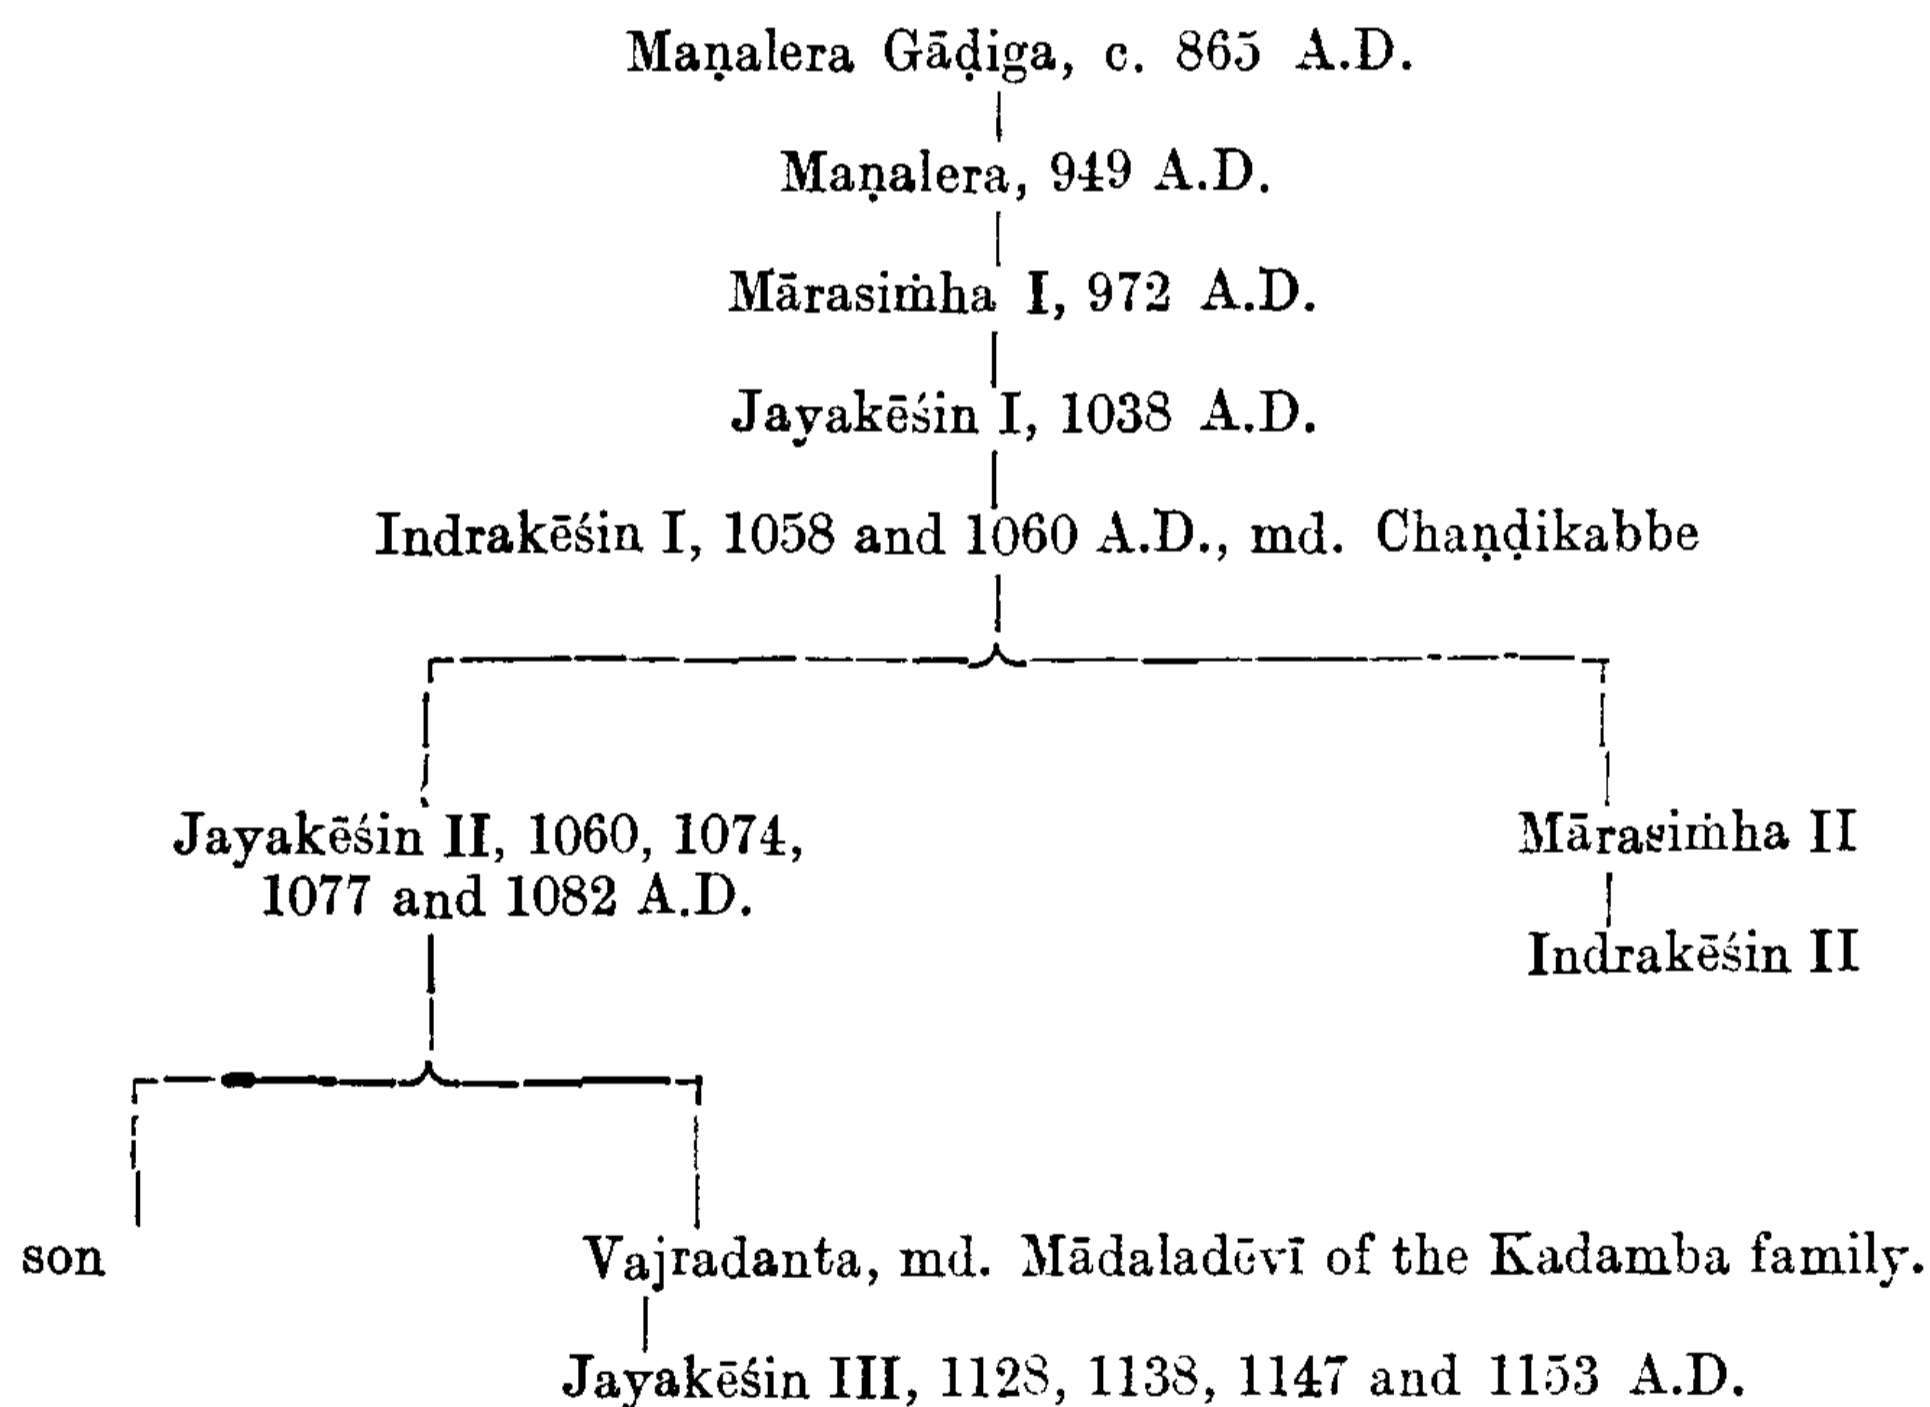 Maṇalera Gāḍiga, c. 865 A.D.
Maṇalera, 949 A.D.
Mārasiṁha I, 972 A.D.
Jayakēśin I, 1038 A.D.
Indrakēśin I, 1058 and 1060 A.D., md. Chaṇḍikabbe
Jayakēśin II, 1060, 1074,
1077 and 1082 A.D.
Mārasiṁha II
Indrakēśin II
son
Vajradanta, md. Mādaladēvī of the Kadamba family.
Jayakēśin III, 1128, 1138, 1147 and 1153 A.D.